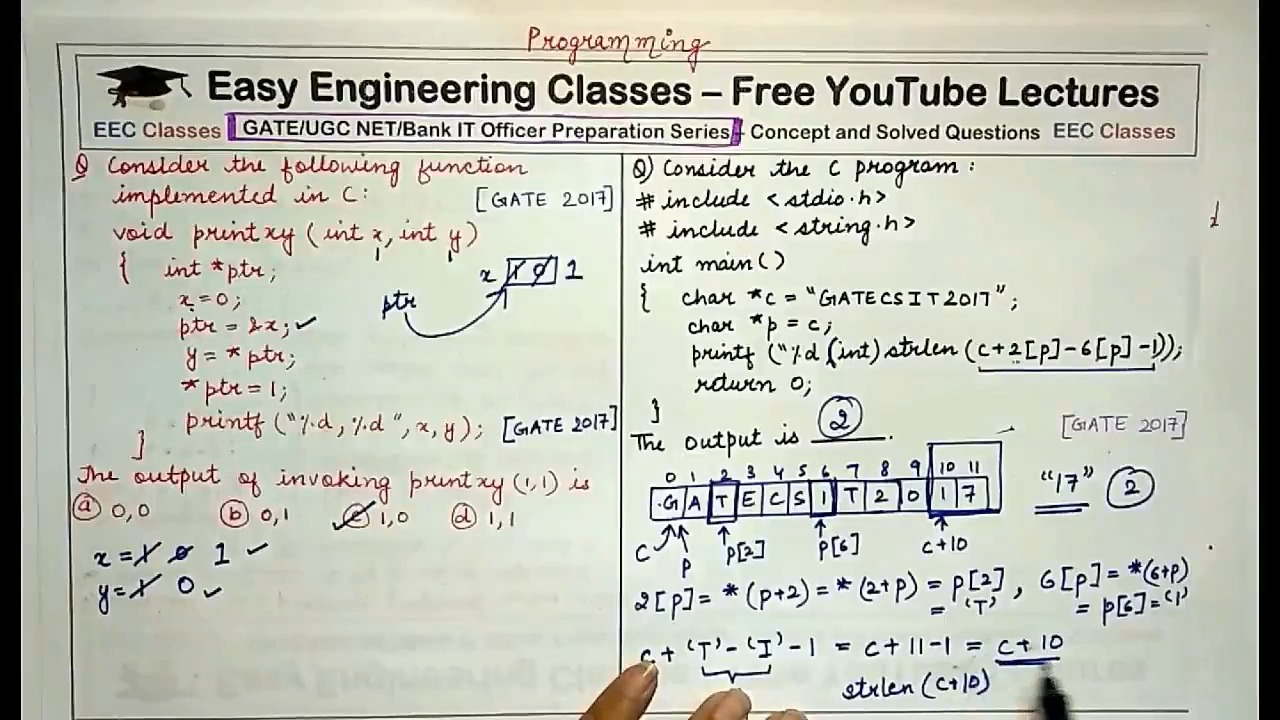 Programming
Easy Engineering Classes – Free YouTube Lectures
EEC Classes GATE/UGC NET/Bank IT Officer Preparation Series – Concept and Solved Questions EEC Classes
Q Consider the following function
implemented in C: [GATE 2017]
void printxy (int x, int y)
{ int *ptr;
x=0;
ptr = &x; ✓
y = *ptr;
*ptr = 1;
printf ("%d, %d", x, y); [GATE 2017]
}
The output of invoking printxy (1,1) is
(a) 0,0 (b) 0,1 (c) 1,0 (d) 1,1
x = 1 0 1 ✓
y = 1 0 ✓
1 1
x 1 0 1
ptr
Q) Consider the C program:
# include <stdio.h>
# include <string.h>
int main()
{ char *c = "GATECSIT2017";
char *p = c;
printf ("%d (int) strlen (c+2[p]-6[p]-1));
return 0;
}
The output is 2.
[GATE 2017]
0 1 2 3 4 5 6 7 8 9 10 11
G A T E C S I T 2 0 1 7
"17" 2
C P p[2] p[6] c+10
2[p] = *(p+2) = *(2+p) = p[2], 6[p] = *(6+p)
= 'T' = p[6] = 'I'
c + 'T' - 'I' - 1 = c+11-1 = c+10
strlen (c+10)
1